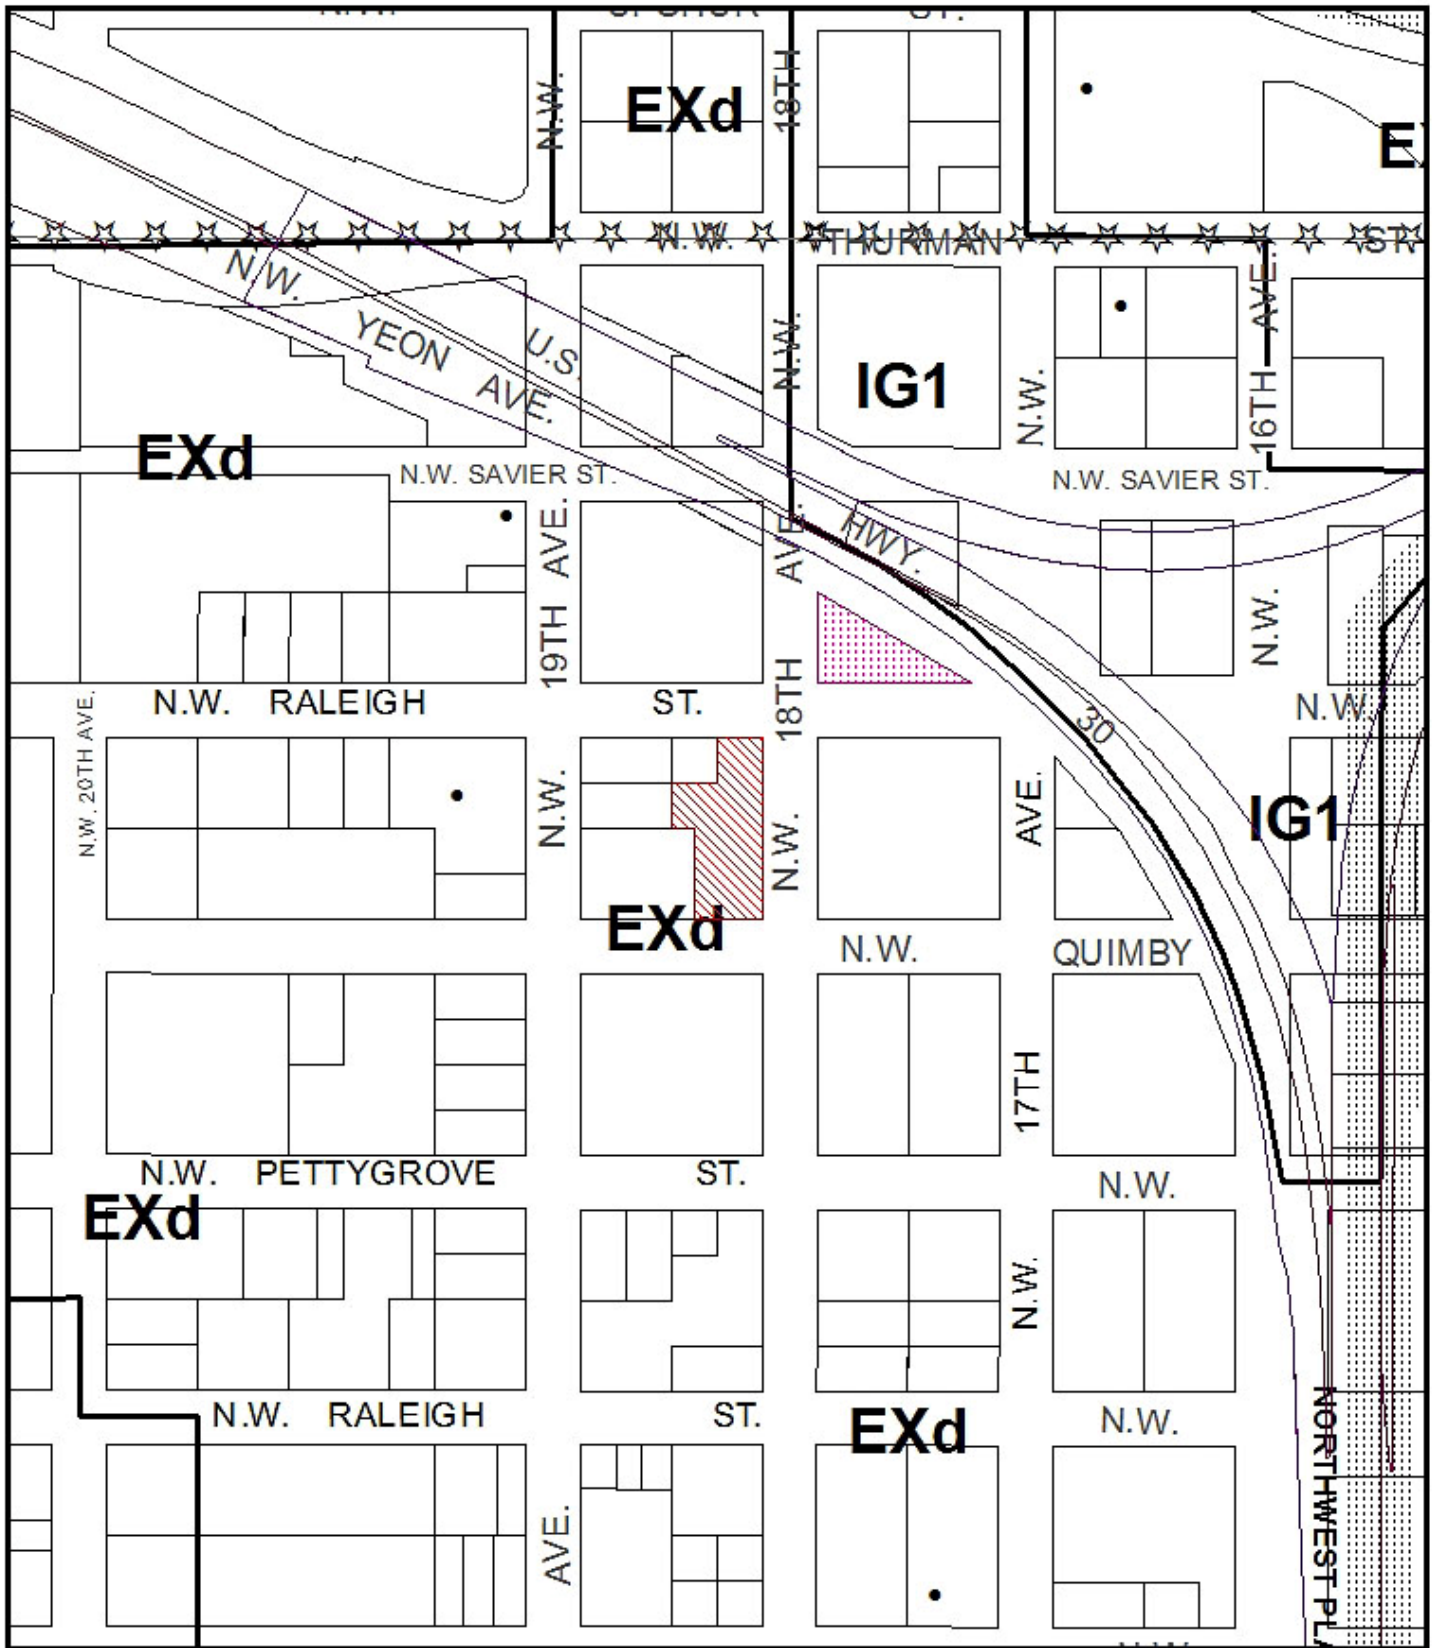 ST.
EXd
N.W.
18TH
N.W. THURMAN ST.
N.W.
YEON
AVE.
U.S.
HWY.
30
N.W.
IG1
N.W.
16TH AVE.
EXd
N.W. SAVIER ST.
N.W. SAVIER ST.
19TH AVE.
AVE.
N.W.
N.W. RALEIGH ST.
18TH
N.W.
N.W. 20TH AVE.
N.W.
N.W.
AVE.
IG1
EXd
N.W. QUIMBY
17TH
N.W. PETTYGROVE ST.
N.W.
EXd
N.W.
N.W. RALEIGH ST.
N.W.
EXd
AVE.
NORTHWEST